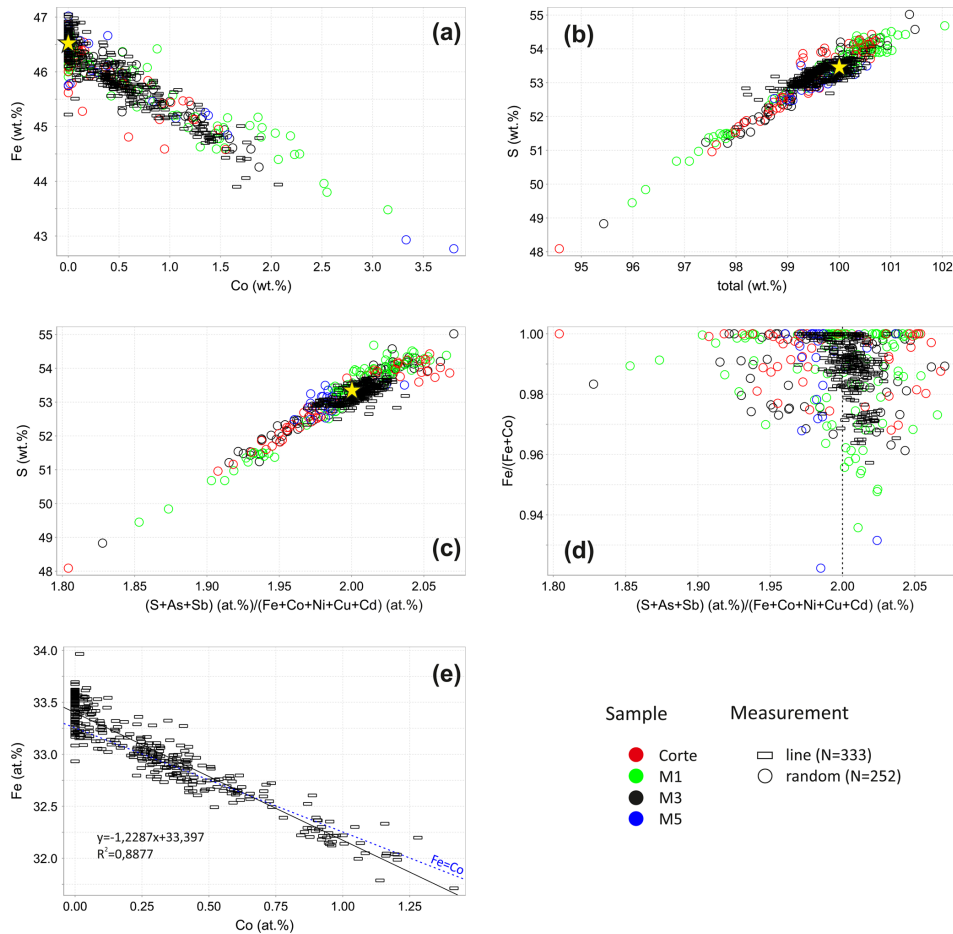 (a)
47
46
45
44
43
Fe (wt.%)
0.0 0.5 1.0 1.5 2.0 2.5 3.0 3.5
Co (wt.%)
(b)
55
54
53
52
51
50
49
48
S (wt.%)
95 96 97 98 99 100 101 102
total (wt.%)
(c)
55
54
53
52
51
50
49
48
S (wt.%)
1.80 1.85 1.90 1.95 2.00 2.05
(S+As+Sb) (at.%)/(Fe+Co+Ni+Cu+Cd) (at.%)
(d)
1.00
0.98
0.96
0.94
Fe/(Fe+Co)
1.80 1.85 1.90 1.95 2.00 2.05
(S+As+Sb) (at.%)/(Fe+Co+Ni+Cu+Cd) (at.%)
(e)
34.0
33.5
33.0
32.5
32.0
Fe (at.%)
y=-1,2287x+33,397
R²=0,8877
Fe=Co
0.00 0.25 0.50 0.75 1.00 1.25
Co (at.%)
Sample
Corte
M1
M3
M5
Measurement
line (N=333)
random (N=252)